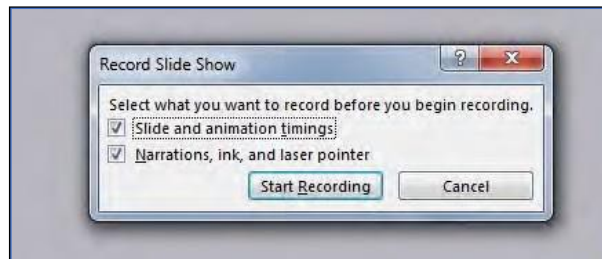 Record Slide Show
Select what you want to record before you begin recording.
Slide and animation timings
Narrations, ink, and laser pointer
Start Recording Cancel